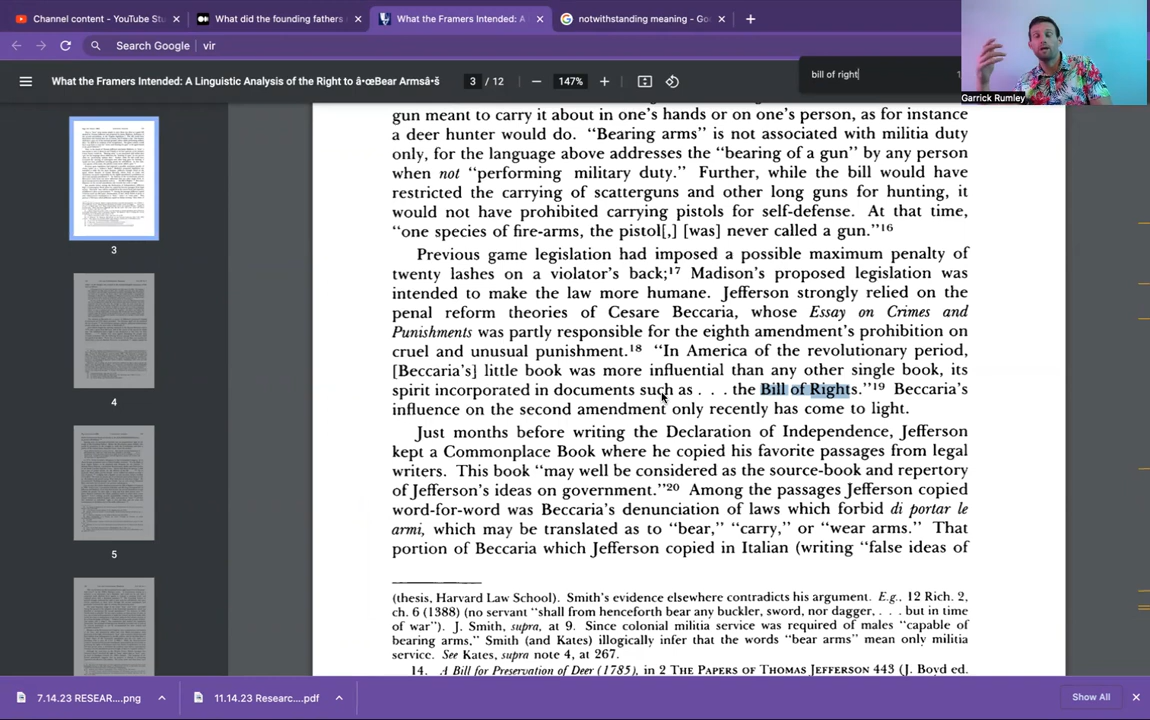 Content creation - YouTube Stu
What did the founding fathers
What the Framers Intended: A
notwithstanding meaning - Go
Search Google | vir
What the Framers Intended: A Linguistic Analysis of the Right to â•œBear Armsâ•š
3 / 12
147%
bill of right
Garrick Rumley
3
4
5
gun meant to carry it about in one's hands or on one's person, as for instance
a deer hunter would do. “Bearing arms” is not associated with militia duty
only, for the language above addresses the “bearing of a gun” by any person
when not “performing military duty.” Further, while the bill would have
restricted the carrying of scatterguns and other long guns for hunting, it
would not have prohibited carrying pistols for self-defense. At that time,
“one species of fire-arms, the pistol[,] [was] never called a gun.”16
Previous game legislation had imposed a possible maximum penalty of
twenty lashes on a violator's back;17 Madison's proposed legislation was
intended to make the law more humane. Jefferson strongly relied on the
penal reform theories of Cesare Beccaria, whose Essay on Crimes and
Punishments was partly responsible for the eighth amendment's prohibition on
cruel and unusual punishment.18 “In America of the revolutionary period,
[Beccaria's] little book was more influential than any other single book, its
spirit incorporated in documents such as . . . the Bill of Rights.”19 Beccaria's
influence on the second amendment only recently has come to light.
Just months before writing the Declaration of Independence, Jefferson
kept a Commonplace Book where he copied his favorite passages from legal
writers. This book “may well be considered as the source-book and repertory
of Jefferson's ideas on government.”20 Among the passages Jefferson copied
word-for-word was Beccaria's denunciation of laws which forbid di portar le
armi, which may be translated as to “bear,” “carry,” or “wear arms.” That
portion of Beccaria which Jefferson copied in Italian (writing “false ideas of
(thesis, Harvard Law School). Smith's evidence elsewhere contradicts his argument. E.g., 12 Rich. 2,
ch. 6 (1388) (no servant “shall from henceforth bear any buckler, sword, nor dagger, . . . but in time
of war”). J. Smith, supra, at 9. Since colonial militia service was required of males “capable of
bearing arms,” Smith (and Kates) illogically infer that the words “bear arms” mean only militia
service. See Kates, supra note 4, at 267.
14. A Bill for Preservation of Deer (1785), in 2 THE PAPERS OF THOMAS JEFFERSON 443 (J. Boyd ed.
7.14.23 RESEAR....png
11.14.23 Researc....pdf
Show All